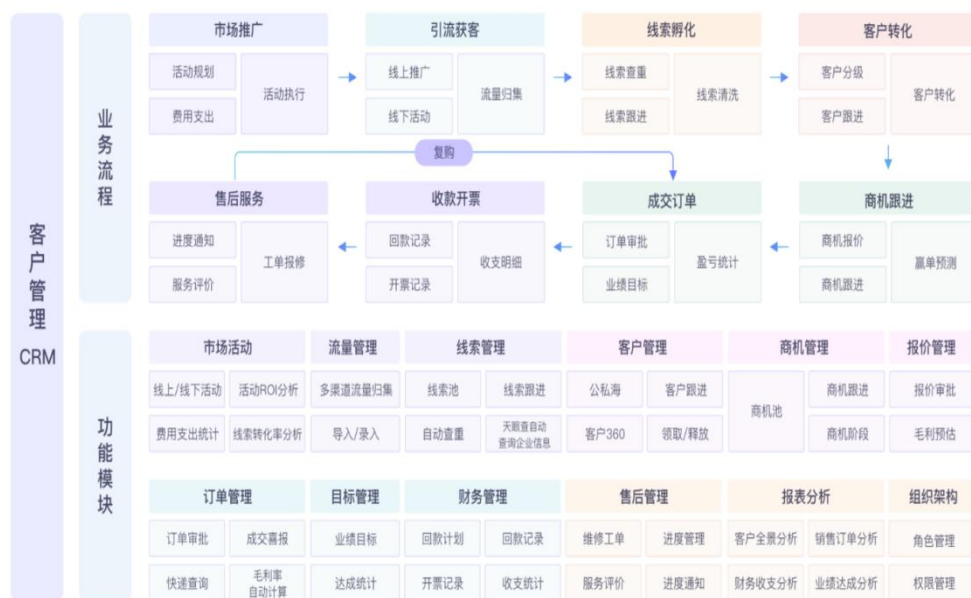 客户管理
CRM
业务流程
市场推广
活动规划
费用支出
活动执行
引流获客
线上推广
线下活动
流量归集
线索孵化
线索查重
线索跟进
线索清洗
客户转化
客户分级
客户跟进
客户转化
复购
售后服务
进度通知
服务评价
工单报修
收款开票
回款记录
开票记录
收支明细
成交订单
订单审批
业绩目标
盈亏统计
商机跟进
商机报价
商机跟进
赢单预测
功能模块
市场活动
线上/线下活动
活动ROI分析
费用支出统计
线索转化率分析
流量管理
多渠道流量归集
导入/录入
线索管理
线索池
线索跟进
自动查重
天眼查自动
查询企业信息
客户管理
公私海
客户跟进
客户360
领取/释放
商机管理
商机池
商机跟进
商机阶段
报价管理
报价审批
毛利预估
订单管理
订单审批
成交喜报
快递查询
毛利率
自动计算
目标管理
业绩目标
达成统计
财务管理
回款计划
回款记录
开票记录
收支统计
售后管理
维修工单
进度管理
服务评价
进度通知
报表分析
客户全景分析
销售订单分析
财务收支分析
业绩达成分析
组织架构
角色管理
权限管理